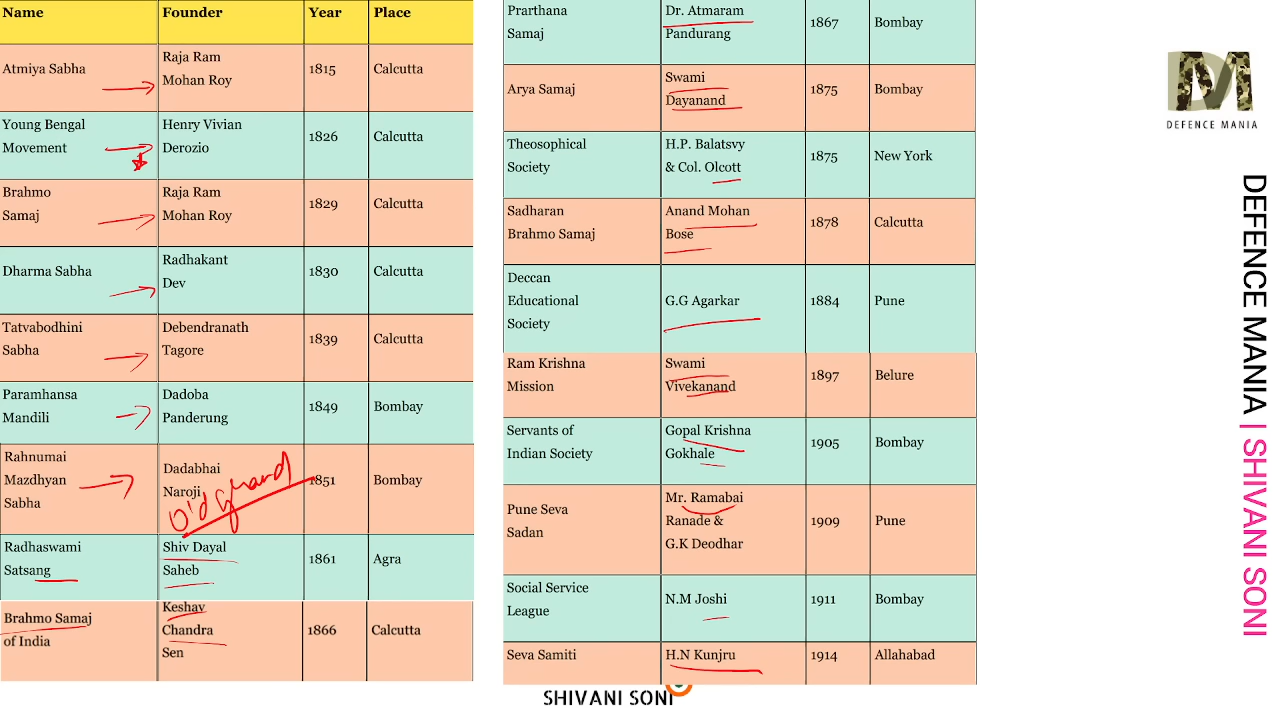 Name Founder Year Place
Atmiya Sabha Raja Ram Mohan Roy 1815 Calcutta
Young Bengal Movement Henry Vivian Derozio 1826 Calcutta
Brahmo Samaj Raja Ram Mohan Roy 1829 Calcutta
Dharma Sabha Radhakant Dev 1830 Calcutta
Tatvabodhini Sabha Debendranath Tagore 1839 Calcutta
Paramhansa Mandili Dadoba Panderung 1849 Bombay
Rahnumai Mazdhyan Sabha Dadabhai Naroji 1851 Bombay
Radhaswami Satsang Shiv Dayal Saheb 1861 Agra
Brahmo Samaj of India Keshav Chandra Sen 1866 Calcutta
Prarthana Samaj Dr. Atmaram Pandurang 1867 Bombay
Arya Samaj Swami Dayanand 1875 Bombay
Theosophical Society H.P. Balatsvy & Col. Olcott 1875 New York
Sadharan Brahmo Samaj Anand Mohan Bose 1878 Calcutta
Deccan Educational Society G.G Agarkar 1884 Pune
Ram Krishna Mission Swami Vivekanand 1897 Belure
Servants of Indian Society Gopal Krishna Gokhale 1905 Bombay
Pune Seva Sadan Mr. Ramabai Ranade & G.K Deodhar 1909 Pune
Social Service League N.M Joshi 1911 Bombay
Seva Samiti H.N Kunjru 1914 Allahabad
SHIVANI SONI
DM
DEFENCE MANIA
DEFENCE MANIA | SHIVANI SONI